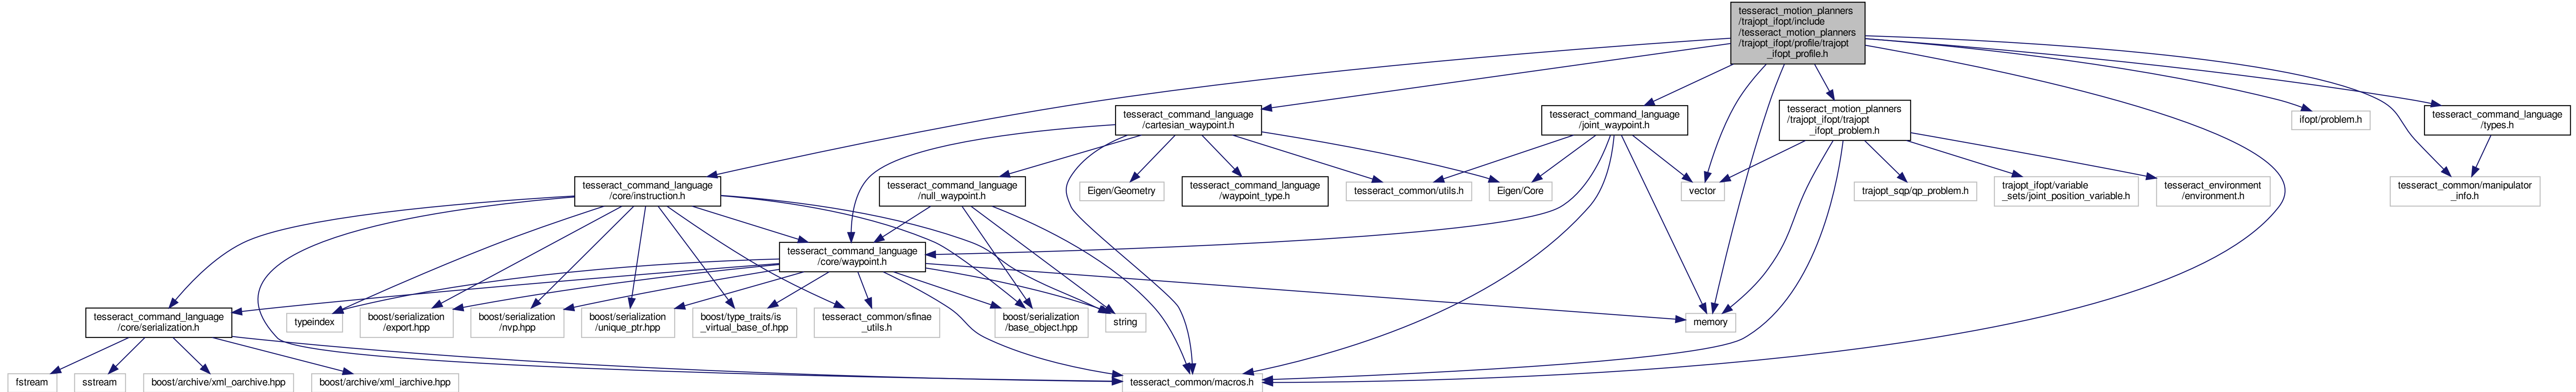 tesseract_motion_planners
/trajopt_ifopt/include
/tesseract_motion_planners
/trajopt_ifopt/profile/trajopt
_ifopt_profile.h
tesseract_command_language
/cartesian_waypoint.h
tesseract_command_language
/joint_waypoint.h
tesseract_motion_planners
/trajopt_ifopt/trajopt
_ifopt_problem.h
ifopt/problem.h
tesseract_command_language
/types.h
tesseract_command_language
/core/instruction.h
tesseract_command_language
/null_waypoint.h
Eigen/Geometry
tesseract_command_language
/waypoint_type.h
tesseract_common/utils.h
Eigen/Core
vector
trajopt_sqp/qp_problem.h
trajopt_ifopt/variable
_sets/joint_position_variable.h
tesseract_environment
/environment.h
tesseract_common/manipulator
_info.h
tesseract_command_language
/core/waypoint.h
tesseract_command_language
/core/serialization.h
typeindex
boost/serialization
/export.hpp
boost/serialization
/nvp.hpp
boost/serialization
/unique_ptr.hpp
boost/type_traits/is
_virtual_base_of.hpp
tesseract_common/sfinae
_utils.h
boost/serialization
/base_object.hpp
string
memory
fstream
sstream
boost/archive/xml_oarchive.hpp
boost/archive/xml_iarchive.hpp
tesseract_common/macros.h